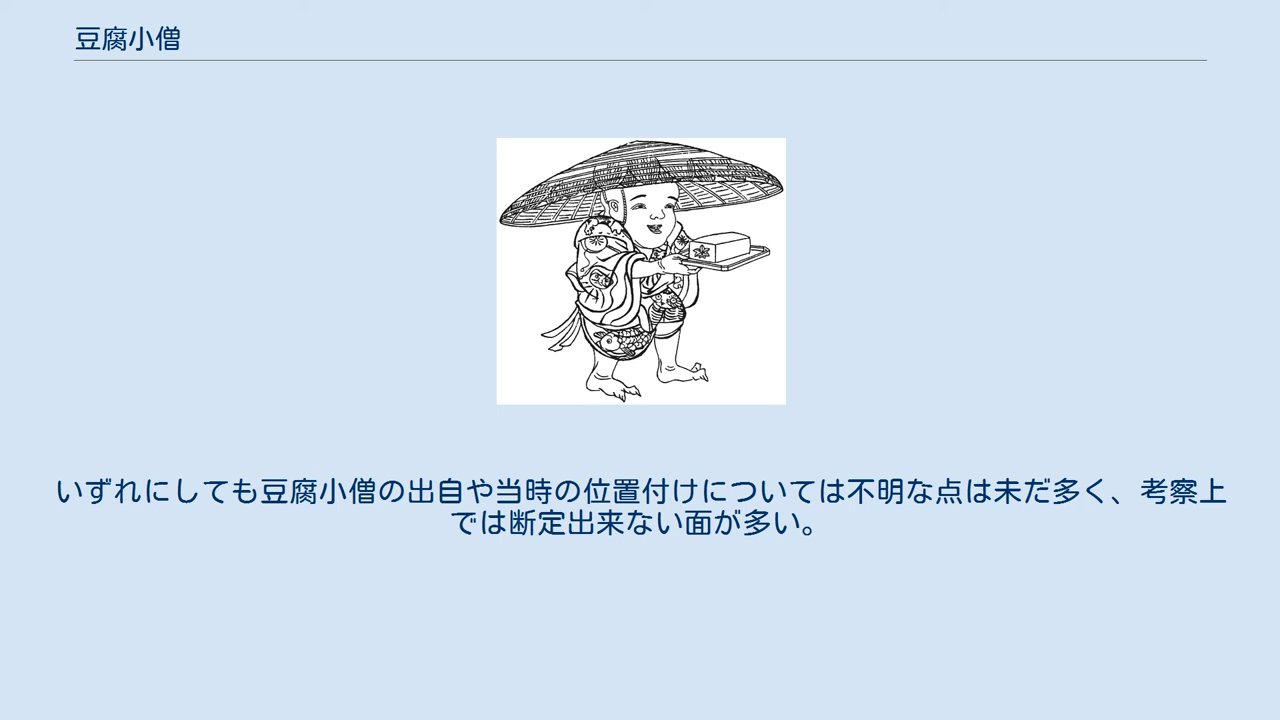 豆腐小僧
いずれにしても豆腐小僧の出自や当時の位置付けについては不明な点は未だ多く、考察上
では断定出来ない面が多い。